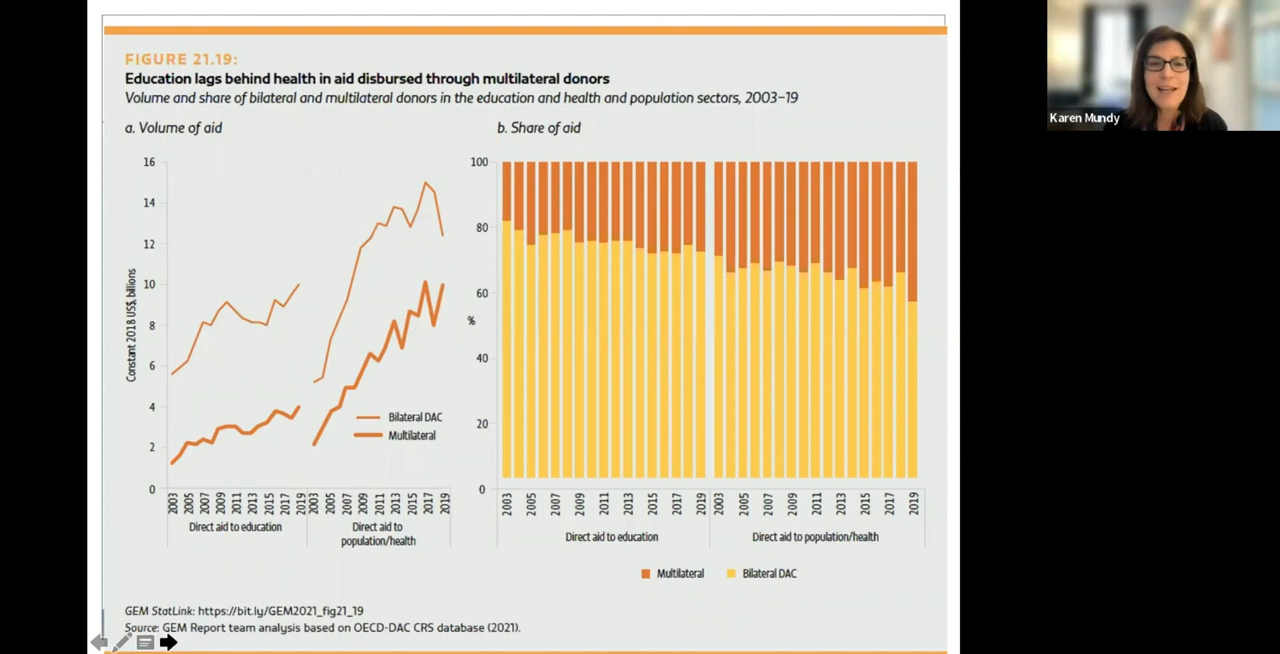 FIGURE 21.19:
Education lags behind health in aid disbursed through multilateral donors
Volume and share of bilateral and multilateral donors in the education and health and population sectors, 2003–19
a. Volume of aid
Constant 2018 US$, billions
16
14
12
10
8
6
4
2
0
Bilateral DAC
Multilateral
2003 2005 2007 2009 2011 2013 2015 2017 2019 2003 2005 2007 2009 2011 2013 2015 2017 2019
Direct aid to education
Direct aid to
population/health
b. Share of aid
%
100
80
60
40
20
0
2003 2005 2007 2009 2011 2013 2015 2017 2019 2003 2005 2007 2009 2011 2013 2015 2017 2019
Direct aid to education
Direct aid to population/health
Multilateral
Bilateral DAC
GEM StatLink: https://bit.ly/GEM2021_fig21_19
Source: GEM Report team analysis based on OECD-DAC CRS database (2021).
Karen Mundy